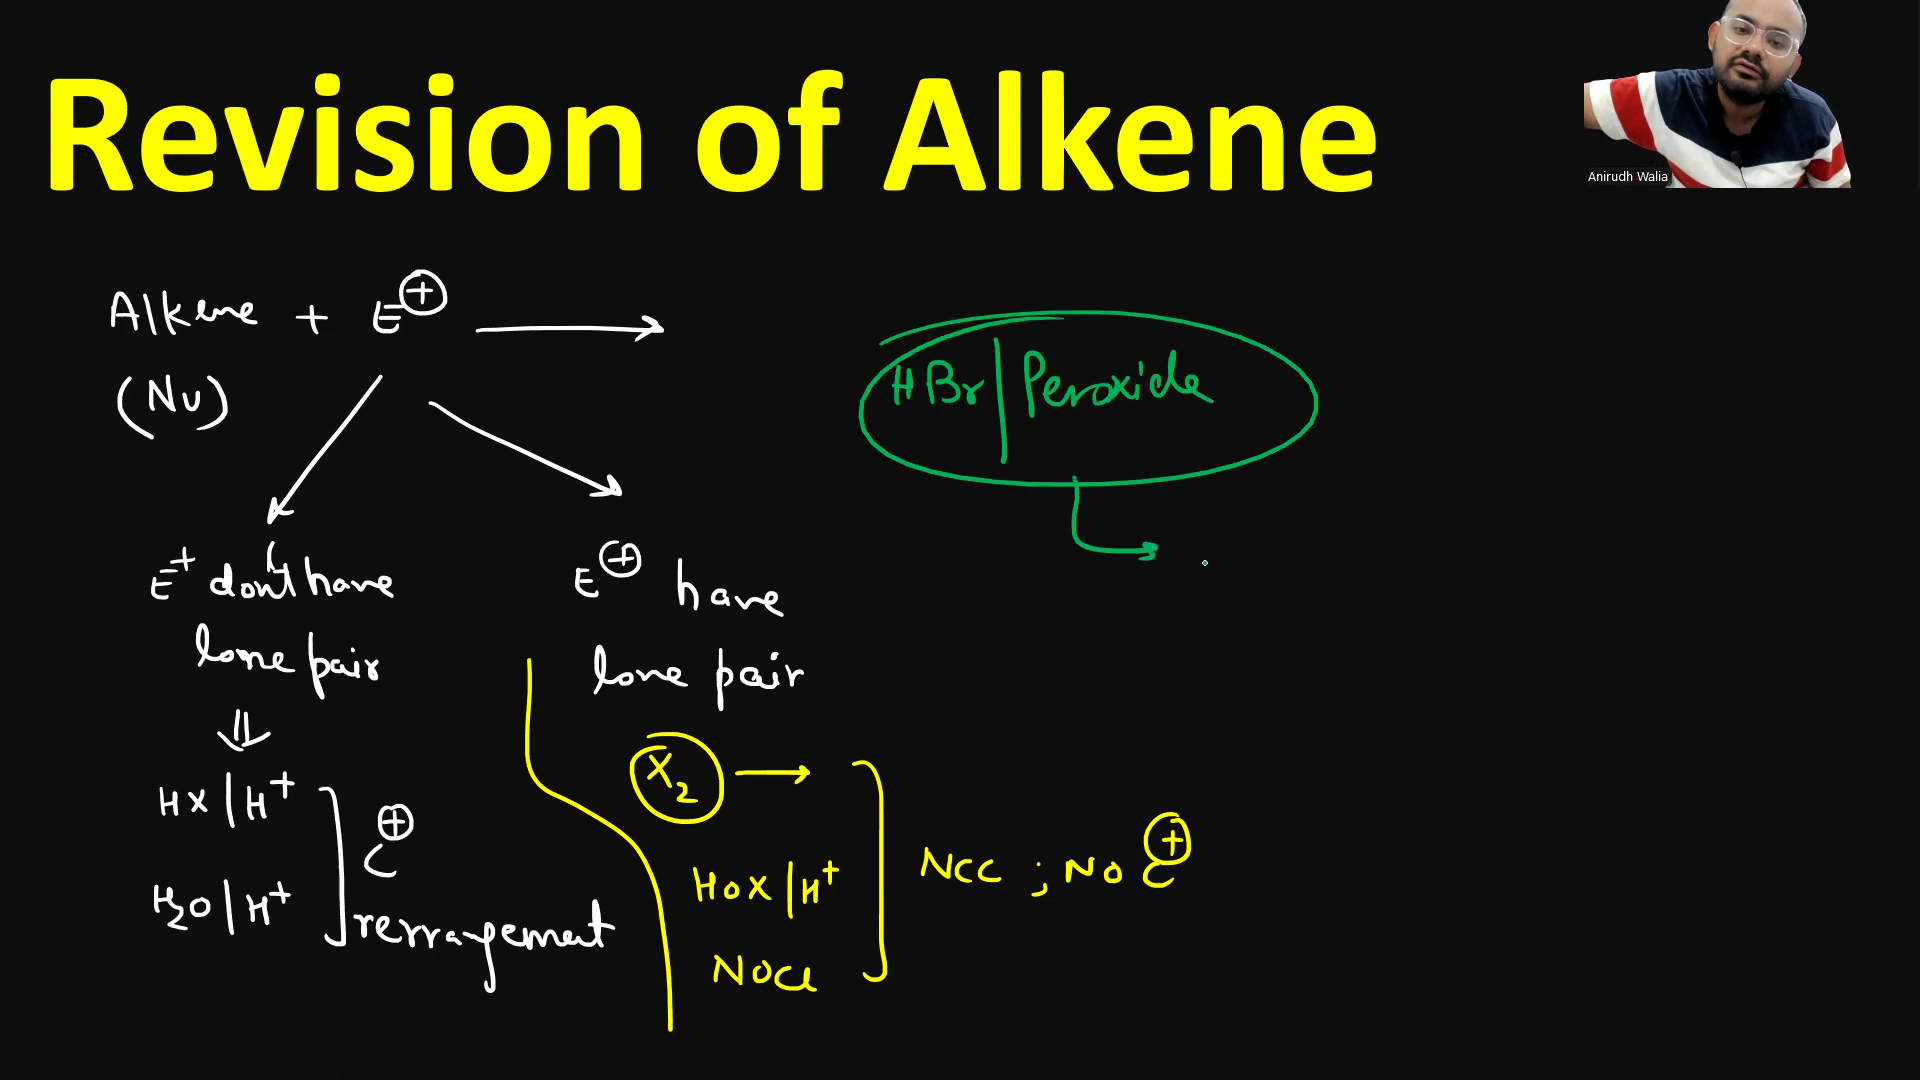 Revision of Alkene
Anirudh Walia
Alkene + E⊕ ⟶
(Nu)
HBr | Peroxide
E+ don't have
lone pair
⇓
HX | H+
H2O | H+
C⊕
rerrangement
E⊕ have
lone pair
X2 →
HOX | H+
NOCl
NCC ; NO C⊕